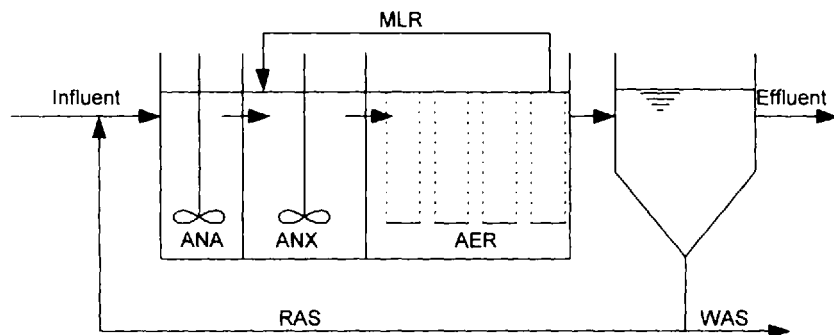 MLR
Influent
Effluent
ANA
ANX
AER
RAS
WAS